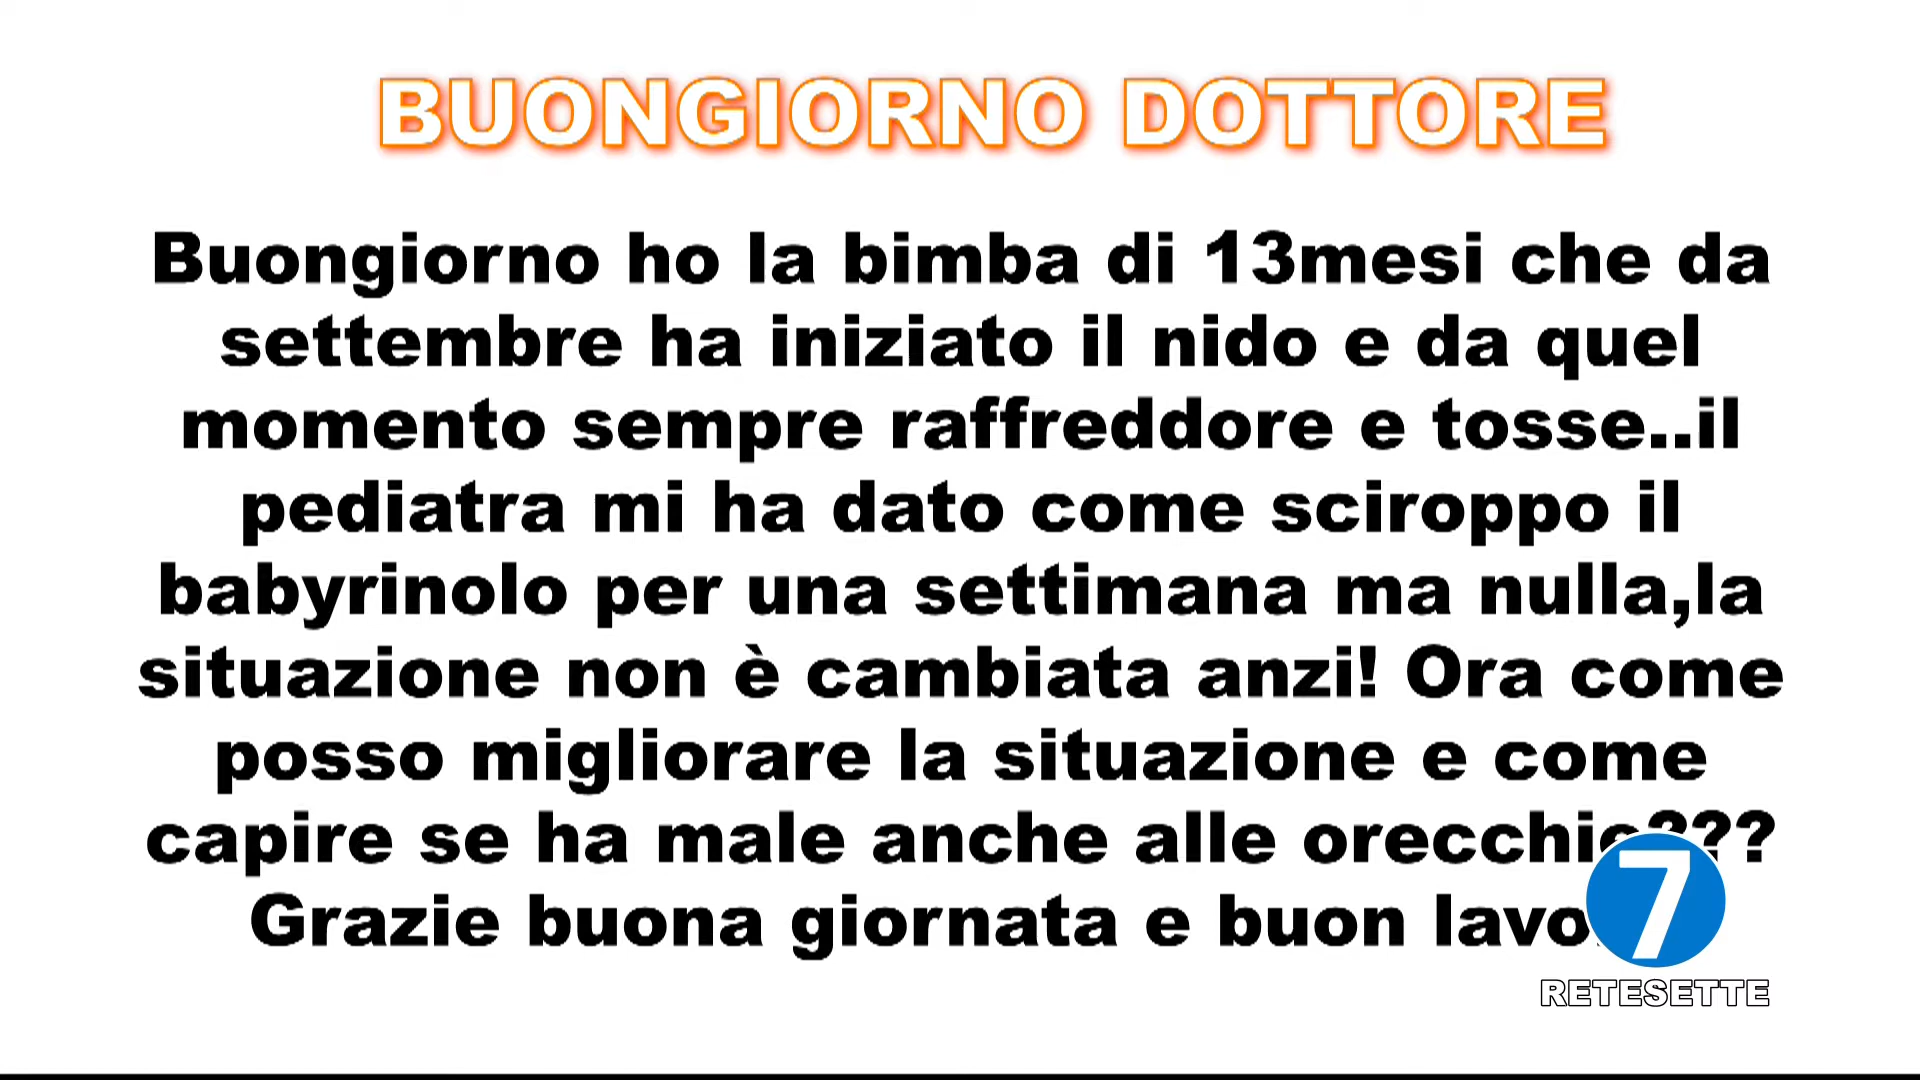 BUONGIORNO DOTTORE
Buongiorno ho la bimba di 13mesi che da
settembre ha iniziato il nido e da quel
momento sempre raffreddore e tosse..il
pediatra mi ha dato come sciroppo il
babyrinolo per una settimana ma nulla,la
situazione non è cambiata anzi! Ora come
posso migliorare la situazione e come
capire se ha male anche alle orecchie???
Grazie buona giornata e buon
7
RETESETTE